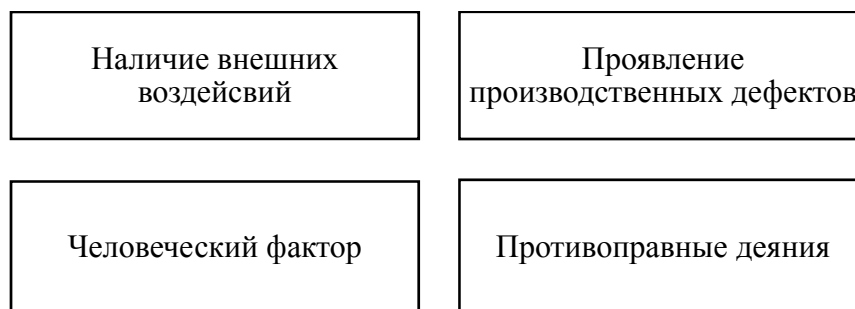 Наличие внешних
воздейсвий
Проявление
производственных дефектов
Человеческий фактор
Противоправные деяния